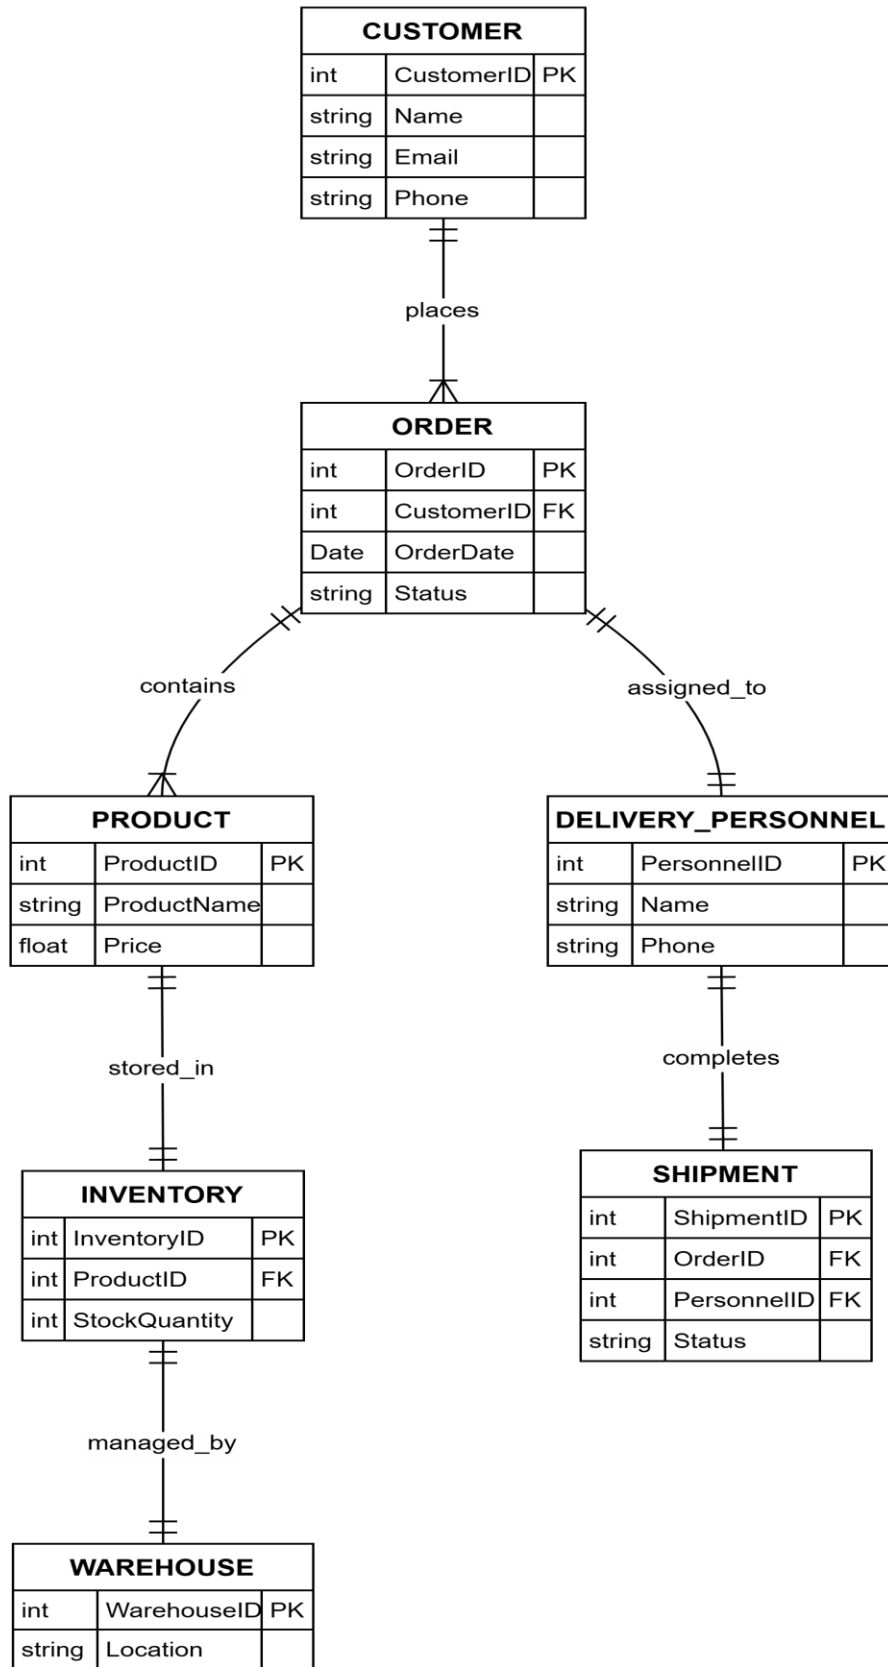 CUSTOMER
int CustomerID PK
string Name
string Email
string Phone
places
ORDER
int OrderID PK
int CustomerID FK
Date OrderDate
string Status
contains
assigned_to
PRODUCT
int ProductID PK
string ProductName
float Price
DELIVERY_PERSONNEL
int PersonnelID PK
string Name
string Phone
stored_in
completes
INVENTORY
int InventoryID PK
int ProductID FK
int StockQuantity
SHIPMENT
int ShipmentID PK
int OrderID FK
int PersonnelID FK
string Status
managed_by
WAREHOUSE
int WarehouseID PK
string Location